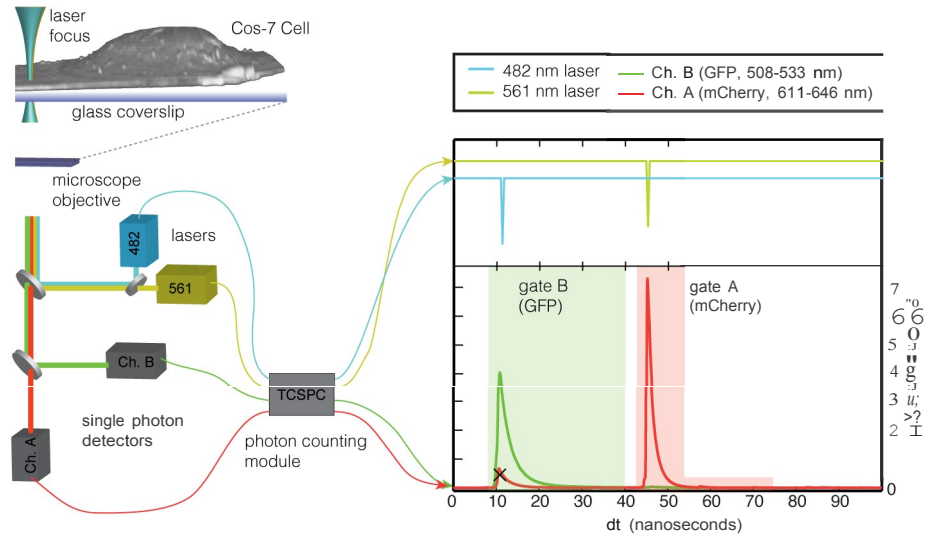 laser
focus
Cos-7 Cell
glass coverslip
microscope
objective
482
lasers
561
Ch. B
single photon
detectors
Ch. A
TCSPC
photon counting
module
482 nm laser
561 nm laser
Ch. B (GFP, 508-533 nm)
Ch. A (mCherry, 611-646 nm)
gate B
(GFP)
gate A
(mCherry)
7
6
5
4
3
2
0
0 10 20 30 40 50 60 70 80 90
dt (nanoseconds)